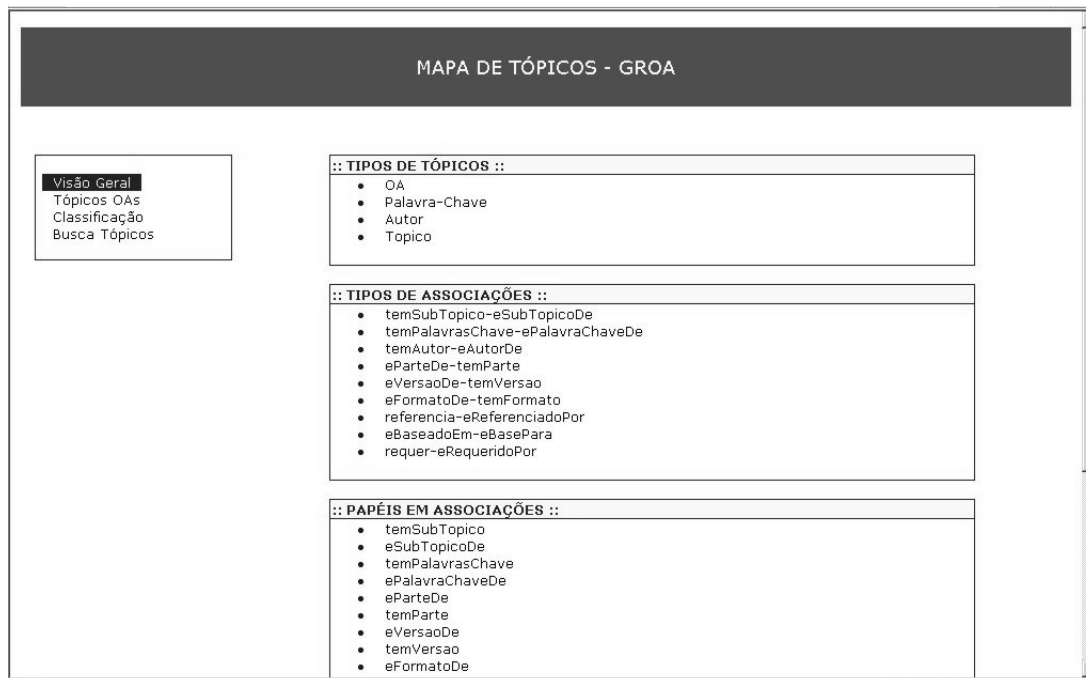 MAPA DE TÓPICOS - GROA
Visão Geral
Tópicos OAs
Classificação
Busca Tópicos
:: TIPOS DE TÓPICOS ::
• OA
• Palavra-Chave
• Autor
• Topico
:: TIPOS DE ASSOCIAÇÕES ::
• temSubTopico-eSubTopicoDe
• temPalavrasChave-ePalavraChaveDe
• temAutor-eAutorDe
• eParteDe-temParte
• eVersaoDe-temVersao
• eFormatoDe-temFormato
• referencia-eReferenciadoPor
• eBaseadoEm-eBasePara
• requer-eRequeridoPor
:: PAPÉIS EM ASSOCIAÇÕES ::
• temSubTopico
• eSubTopicoDe
• temPalavrasChave
• ePalavraChaveDe
• eParteDe
• temParte
• eVersaoDe
• temVersao
• eFormatoDe